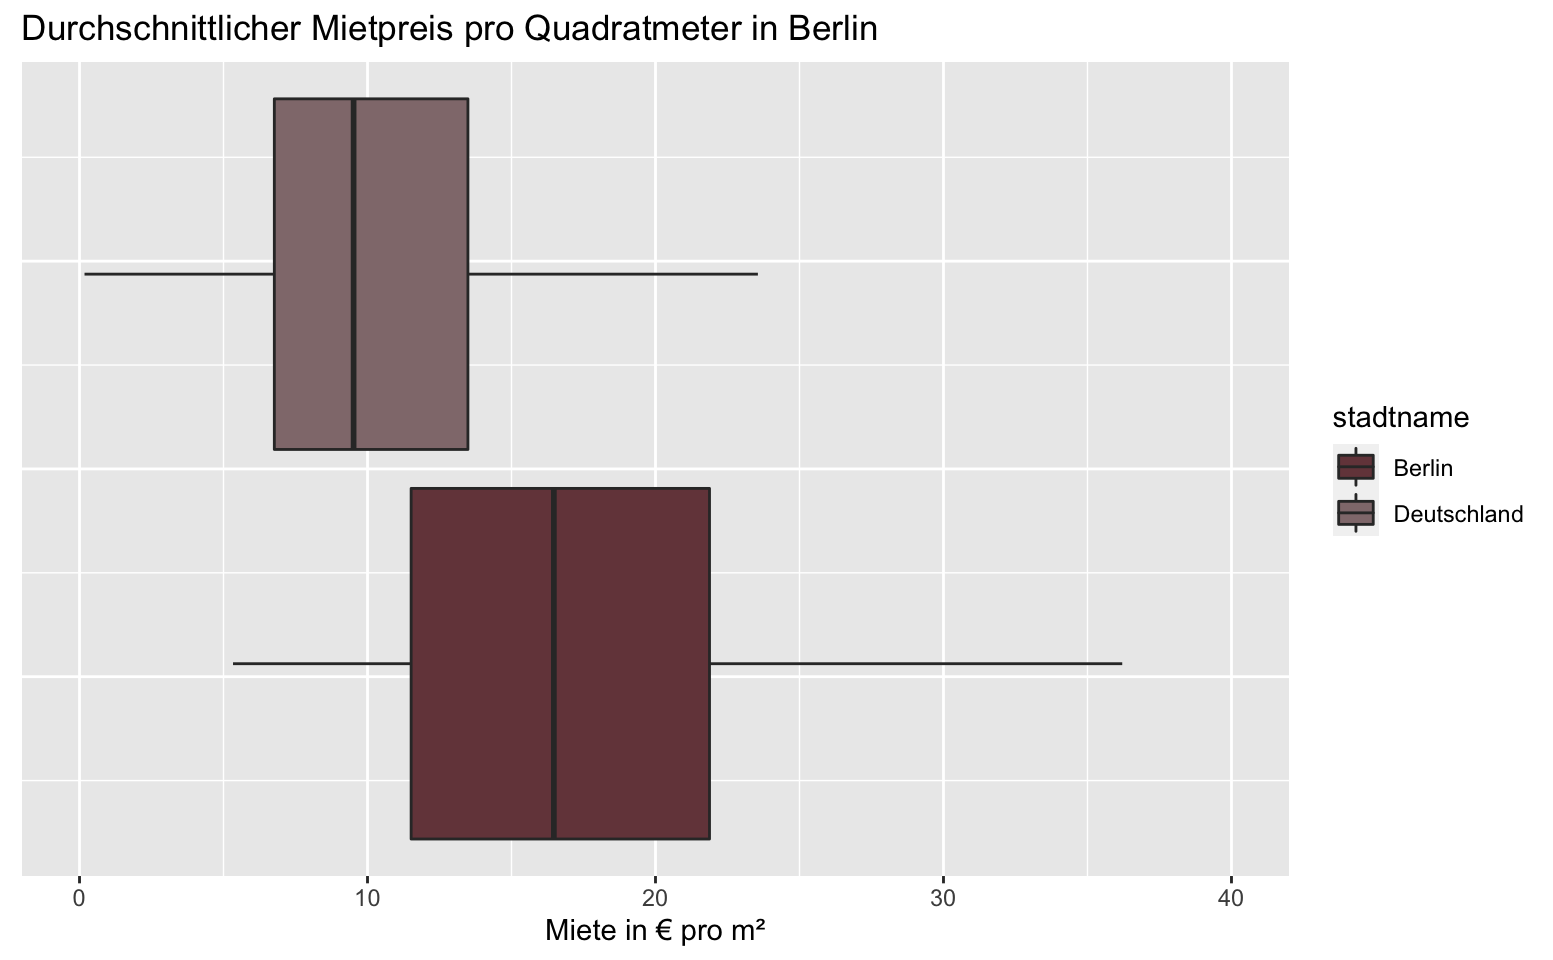 Durchschnittlicher Mietpreis pro Quadratmeter in Berlin
stadtname
Berlin
Deutschland
0 10 20 30 40
Miete in € pro m²